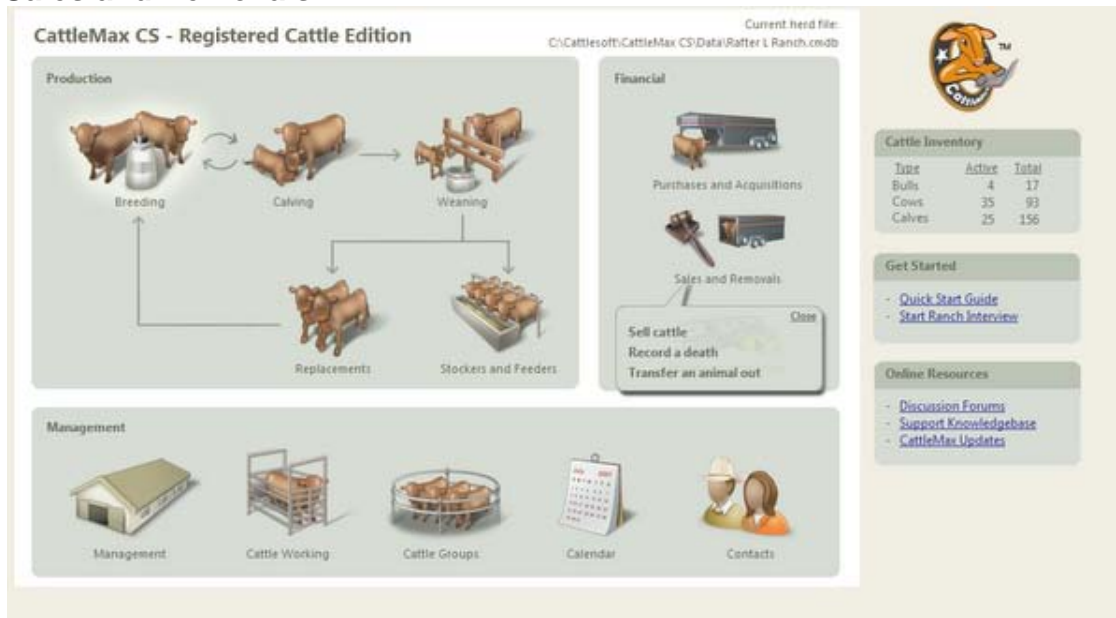 CattleMax CS - Registered Cattle Edition
Current herd file:
C:\Cattlesoft\CattleMax CS\Data\Rafter L Ranch.cmdb
Production
Breeding
Calving
Weaning
Replacements
Stockers and Feeders
Financial
Purchases and Acquisitions
Sales and Removals
Close
Sell cattle
Record a death
Transfer an animal out
Management
Management
Cattle Working
Cattle Groups
Calendar
Contacts
TM
CattleMax
Cattle Inventory
Type Active Total
Bulls 4 17
Cows 35 93
Calves 25 156
Get Started
- Quick Start Guide
- Start Ranch Interview
Online Resources
- Discussion Forums
- Support Knowledgebase
- CattleMax Updates